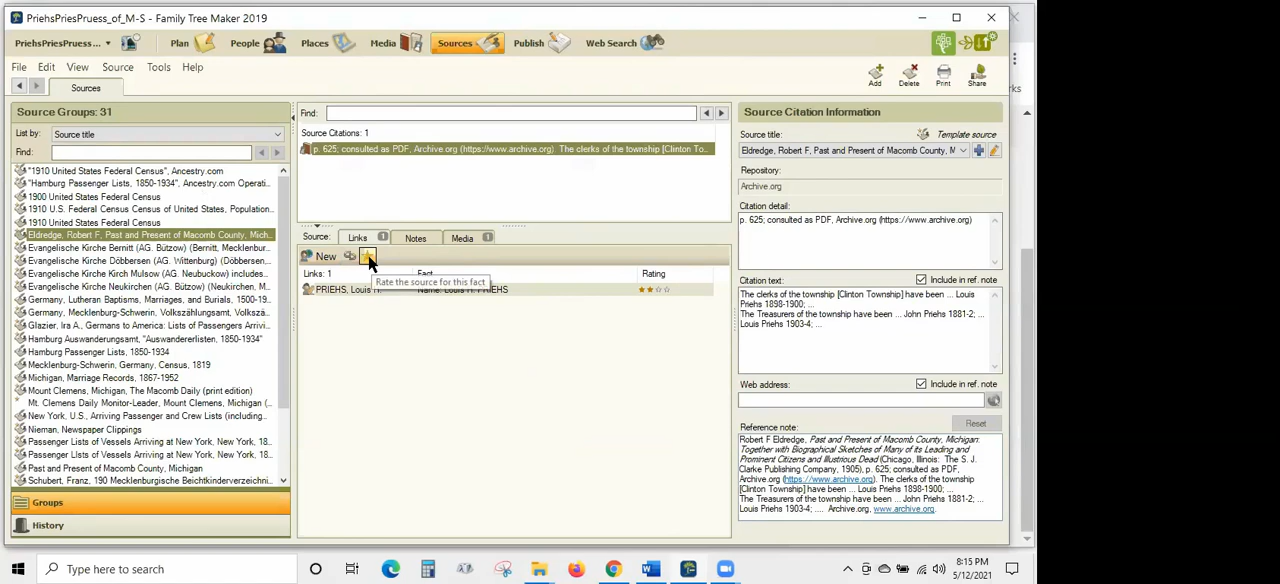 PriehsPriesPruess_of_M-S - Family Tree Maker 2019
PriehsPriesPruess... Plan People Places Media Sources Publish Web Search
File Edit View Source Tools Help
Sources
Add Delete Print Share
Source Groups: 31
List by: Source title
Find:
"1910 United States Federal Census", Ancestry.com
"Hamburg Passenger Lists, 1850-1934", Ancestry.com Operati...
1900 United States Federal Census
1910 U.S. Federal Census Census of United States, Population...
1910 United States Federal Census
Eldredge, Robert F, Past and Present of Macomb County, Mich...
Evangelische Kirche Bernitt (AG. Bützow) (Bernitt, Mecklenbur...
Evangelische Kirche Döbbersen (AG. Wittenburg) (Döbbersen,...
Evangelische Kirche Kirch Mulsow (AG. Neubuckow) includes...
Evangelische Kirche Neukirchen (AG. Bützow) (Neukirchen, M...
Germany, Lutheran Baptisms, Marriages, and Burials, 1500-19...
Germany, Mecklenburg-Schwerin, Volkszählungsamt, Volkszä...
Glazier, Ira A., Germans to America: Lists of Passengers Arrivi...
Hamburg Auswanderungsamt, "Auswandererlisten, 1850-1934"
Hamburg Passenger Lists, 1850-1934
Mecklenburg-Schwerin, Germany, Census, 1819
Michigan, Marriage Records, 1867-1952
Mount Clemens, Michigan, The Macomb Daily (print edition)
Mt. Clemens Daily Monitor-Leader, Mount Clemens, Michigan...
New York, U.S., Arriving Passenger and Crew Lists (including...
Nieman, Newspaper Clippings
Passenger Lists of Vessels Arriving at New York, New York, 18...
Passenger Lists of Vessels Arriving at New York, New York, 18...
Past and Present of Macomb County, Michigan
Schubert, Franz, 190 Mecklenburgische Beichtkinderverzeichni...
Groups
History
Find:
Source Citations: 1
p. 625; consulted as PDF, Archive.org (https://www.archive.org). The clerks of the township [Clinton To...
Source: Links 1 Notes Media 1
New
Links: 1 Fact Rating
Rate the source for this fact
PRIEHS, Louis H. Name: Louis H. PRIEHS
Source Citation Information
Source title: Template source
Eldredge, Robert F, Past and Present of Macomb County, M
Repository:
Archive.org
Citation detail:
p. 625; consulted as PDF, Archive.org (https://www.archive.org)
Citation text: Include in ref. note
The clerks of the township [Clinton Township] have been ... Louis
Priehs 1898-1900; ...
The Treasurers of the township have been ... John Priehs 1881-2; ...
Louis Priehs 1903-4; ...
Web address: Include in ref. note
Reference note: Reset
Robert F Eldredge, Past and Present of Macomb County, Michigan:
Together with Biographical Sketches of Many of its Leading and
Prominent Citizens and Illustrious Dead (Chicago, Illinois: The S. J.
Clarke Publishing Company, 1905), p. 625; consulted as PDF,
Archive.org (https://www.archive.org). The clerks of the township
[Clinton Township] have been ... Louis Priehs 1898-1900; ...
The Treasurers of the township have been ... John Priehs 1881-2; ...
Louis Priehs 1903-4; .... Archive.org, www.archive.org.
rks
Type here to search
8:15 PM
5/12/2021